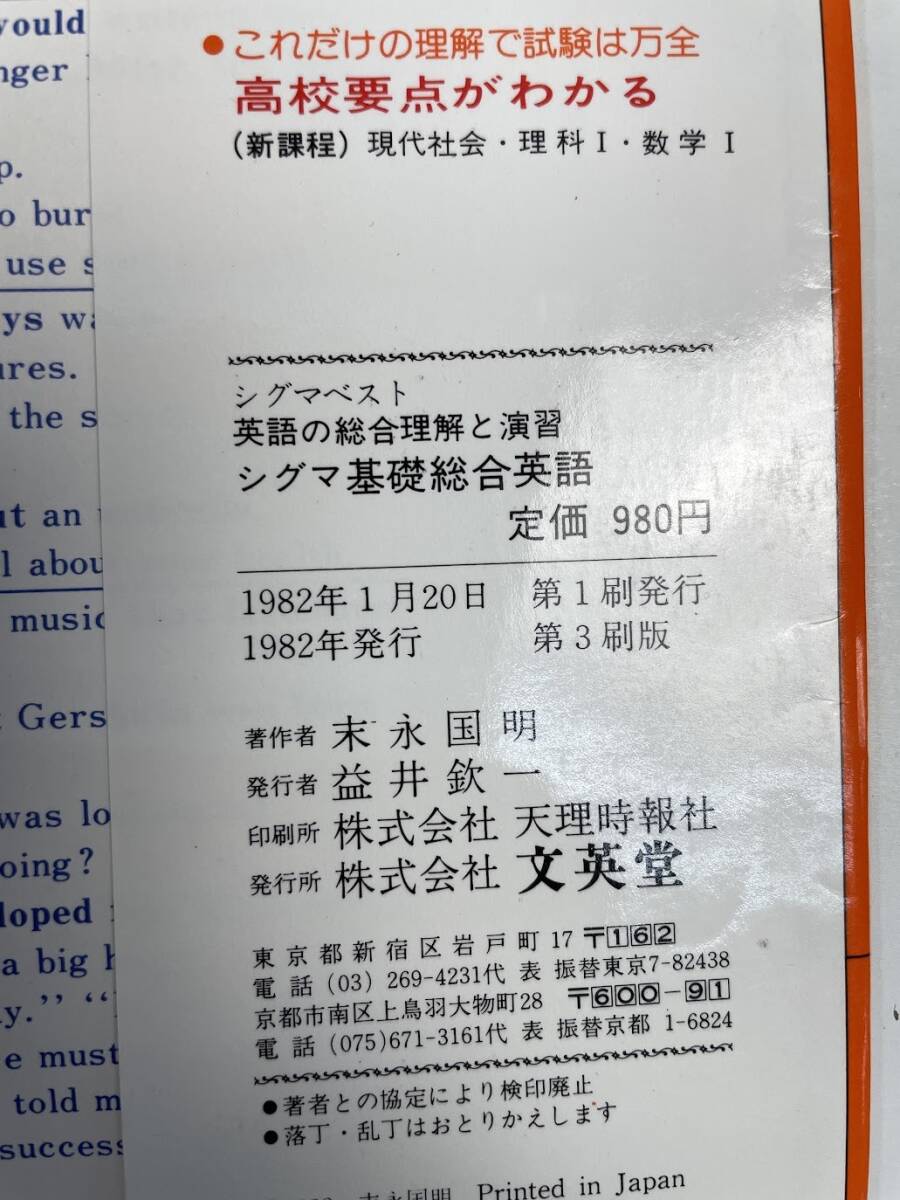 would
nger
p.
o bur
use s
ys wa
ures.
the s
ut an
l abou
music
Gers
was lo
oing?
loped
a big h
y.” “
e must
told m
success
●これだけの理解で試験は万全
高校要点がわかる
(新課程) 現代社会・理科Ⅰ・数学Ⅰ
シグマベスト
英語の総合理解と演習
シグマ 基礎総合英語
定価 980円
1982年1月20日 第1刷発行
1982年発行 第3刷版
著作者 末永国明
発行者 益井欽一
印刷所 株式会社 天理時報社
発行所 株式会社 文英堂
東京都新宿区岩戸町17 〒162
電話 (03) 269-4231代表 振替東京7-82438
京都市南区上鳥羽大物町28 〒600-91
電話 (075)671-3161代表 振替京都 1-6824
●著者との協定により検印廃止
●落丁・乱丁はおとりかえします
末永国明 Printed in Japan